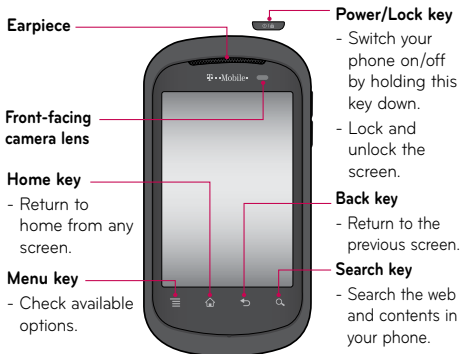 Earpiece
Front-facing
camera lens
Home key
- Return to
home from any
screen.
Menu key
- Check available
options.
T··Mobile·
Power/Lock key
- Switch your
phone on/off
by holding this
key down.
- Lock and
unlock the
screen.
Back key
- Return to the
previous screen.
Search key
- Search the web
and contents in
your phone.